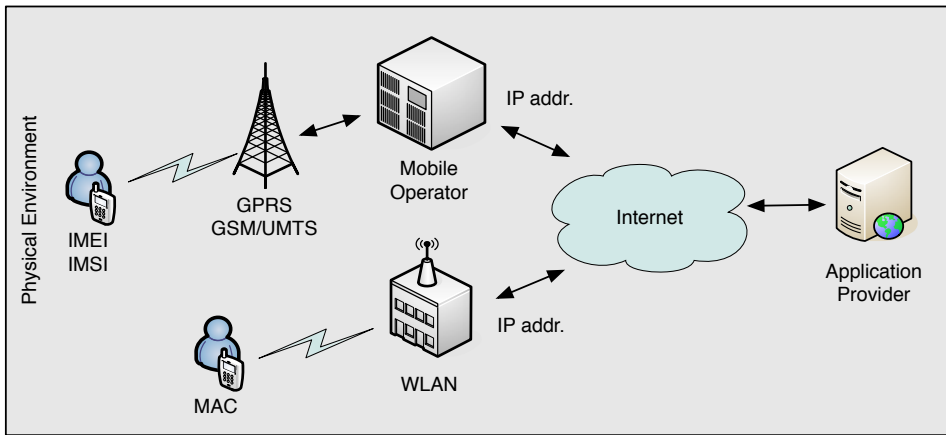 Physical Environment
IMEI
IMSI
GPRS
GSM/UMTS
Mobile
Operator
IP addr.
Internet
Application
Provider
MAC
WLAN
IP addr.